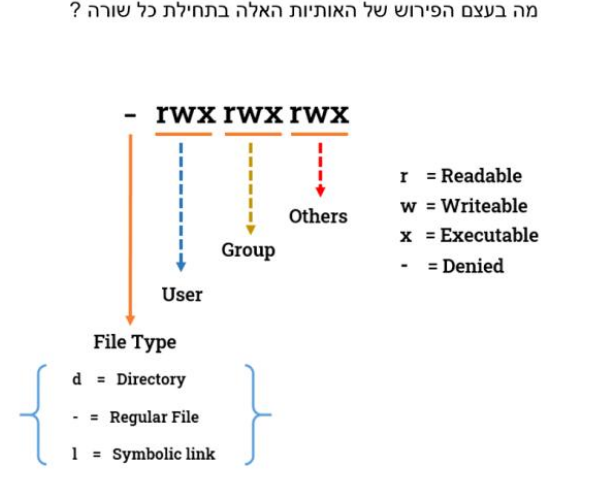 מה בעצם הפירוש של האותיות האלה בתחילת כל שורה ?
- rwx rwx rwx
r = Readable
w = Writeable
x = Executable
- = Denied
Others
Group
User
File Type
d = Directory
- = Regular File
l = Symbolic link